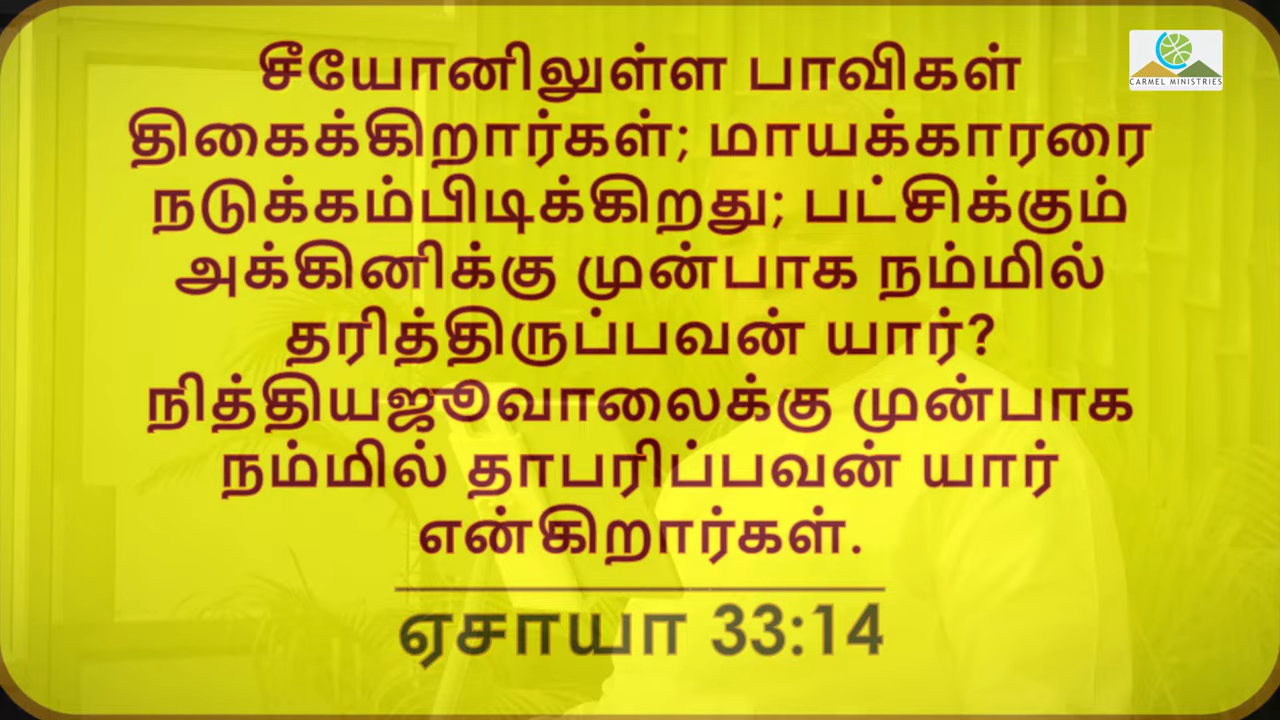 சீயோனிலுள்ள பாவிகள்
CARMEL MINISTRIES
திகைக்கிறார்கள்; மாயக்காரரை
நடுக்கம்பிடிக்கிறது; பட்சிக்கும்
அக்கினிக்கு முன்பாக நம்மில்
தரித்திருப்பவன் யார்?
நித்தியஜூவாலைக்கு முன்பாக
நம்மில் தாபரிப்பவன் யார்
என்கிறார்கள்.
ஏசாயா 33:14